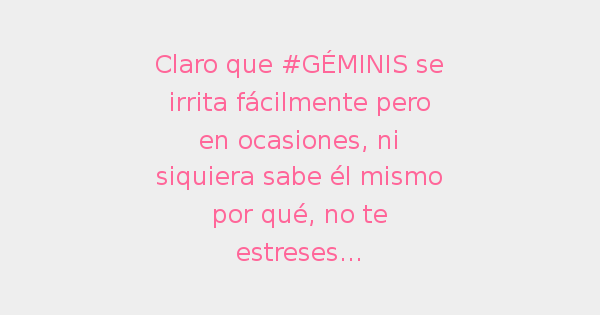 Claro que #GÉMINIS se
irrita fácilmente pero
en ocasiones, ni
siquiera sabe él mismo
por qué, no te
estreses...